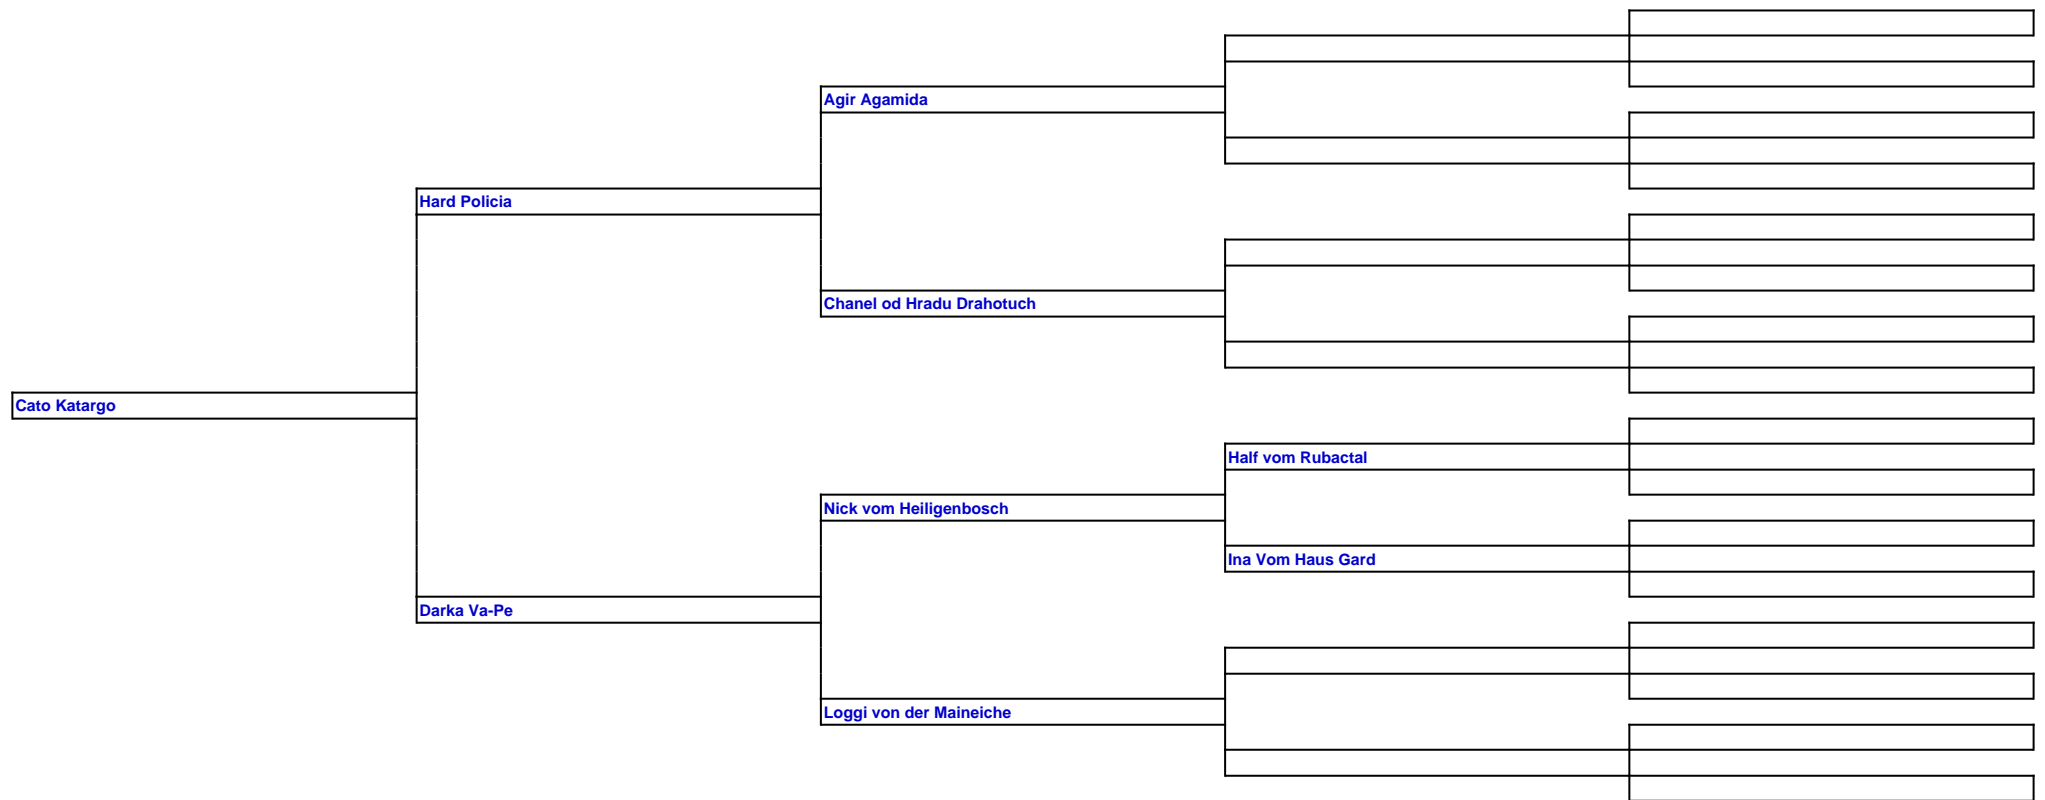 Agir Agamida
Hard Policia
Chanel od Hradu Drahotuch
Cato Katargo
Half vom Rubactal
Nick vom Heiligenbosch
Ina Vom Haus Gard
Darka Va-Pe
Loggi von der Maineiche